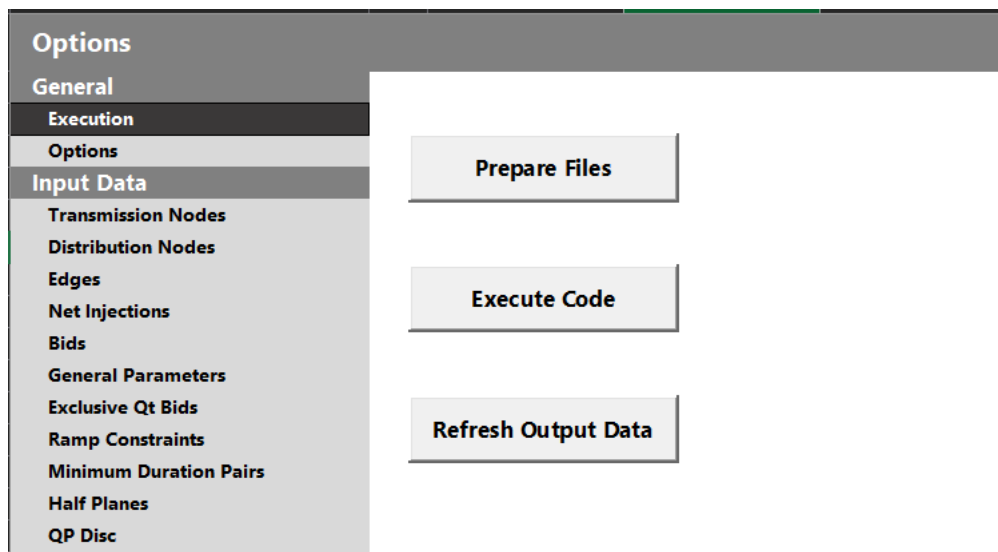 Options
General
Execution
Options
Input Data
Transmission Nodes
Distribution Nodes
Edges
Net Injections
Bids
General Parameters
Exclusive Qt Bids
Ramp Constraints
Minimum Duration Pairs
Half Planes
QP Disc
Prepare Files
Execute Code
Refresh Output Data